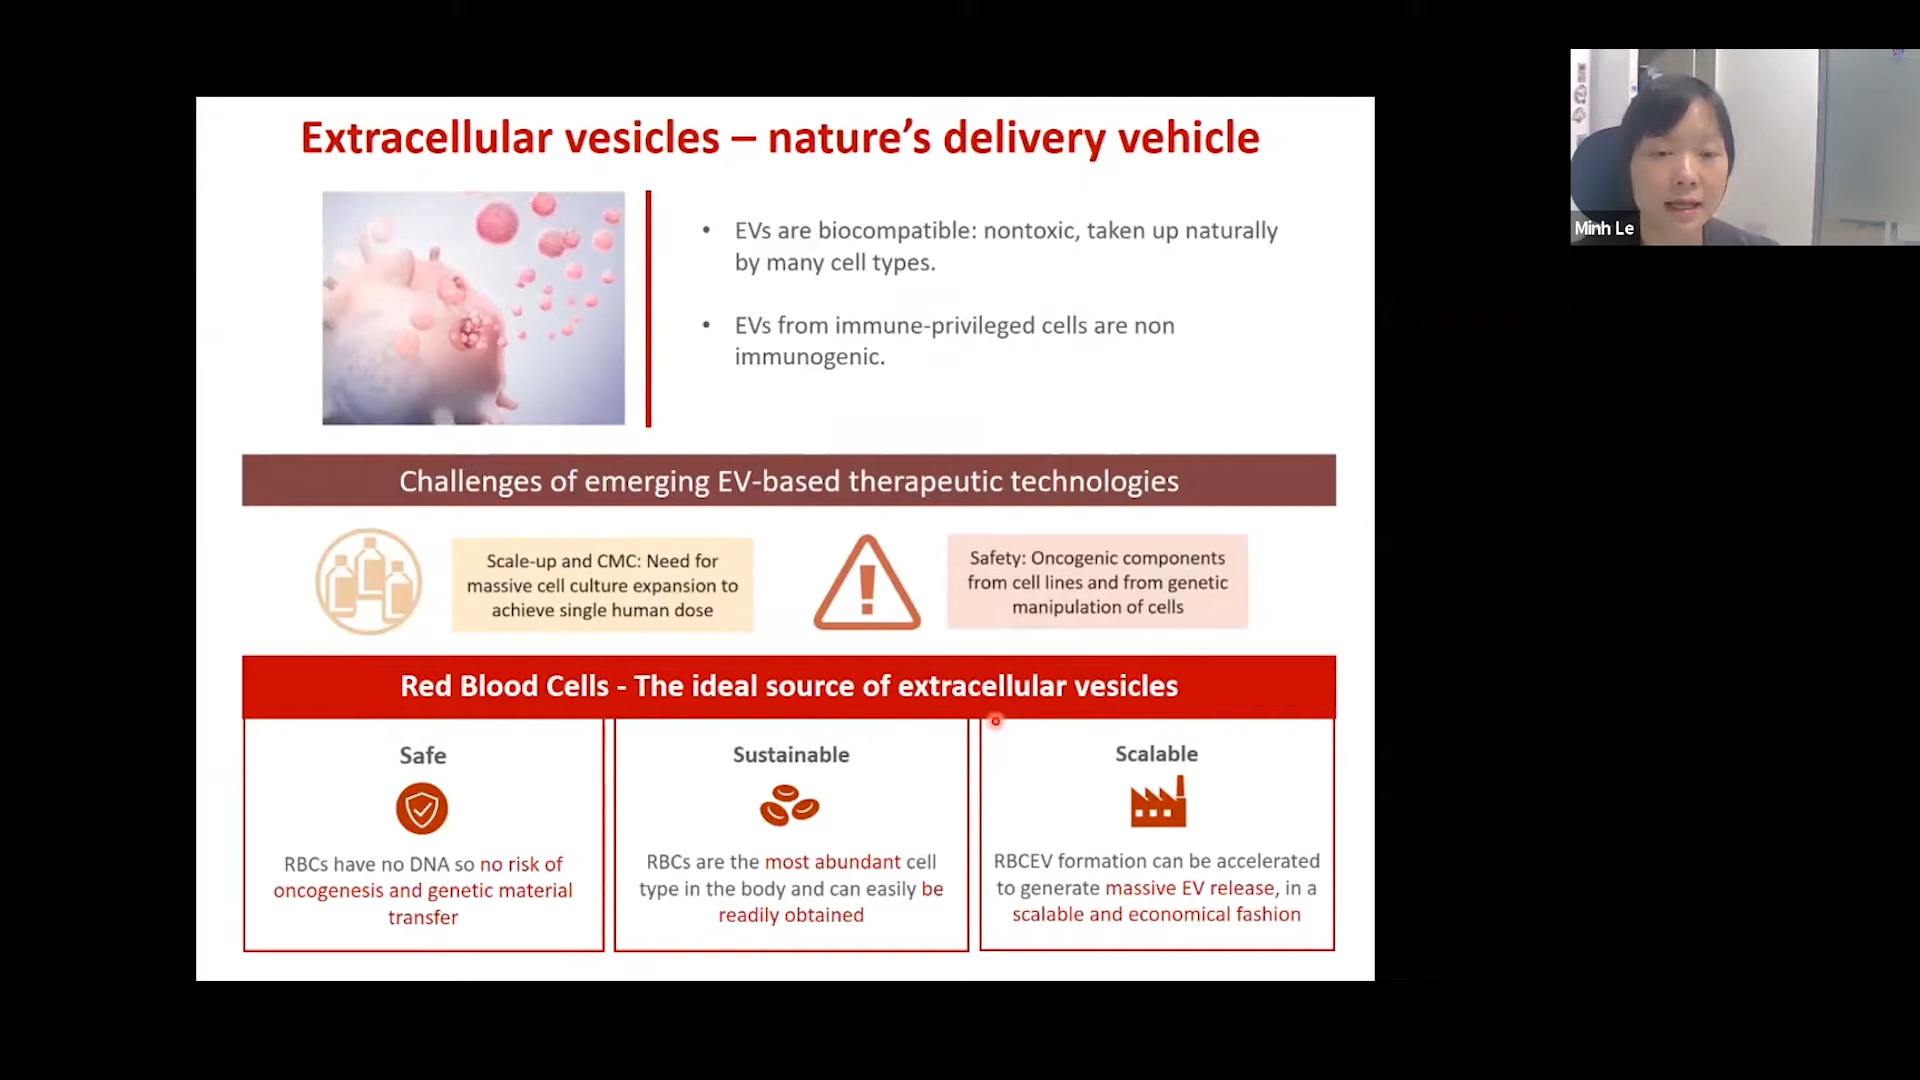 Extracellular vesicles – nature’s delivery vehicle
• EVs are biocompatible: nontoxic, taken up naturally
by many cell types.
• EVs from immune-privileged cells are non
immunogenic.
Challenges of emerging EV-based therapeutic technologies
Scale-up and CMC: Need for
massive cell culture expansion to
achieve single human dose
Safety: Oncogenic components
from cell lines and from genetic
manipulation of cells
Red Blood Cells - The ideal source of extracellular vesicles
Safe
RBCs have no DNA so no risk of
oncogenesis and genetic material
transfer
Sustainable
RBCs are the most abundant cell
type in the body and can easily be
readily obtained
Scalable
RBCEV formation can be accelerated
to generate massive EV release, in a
scalable and economical fashion
Minh Le